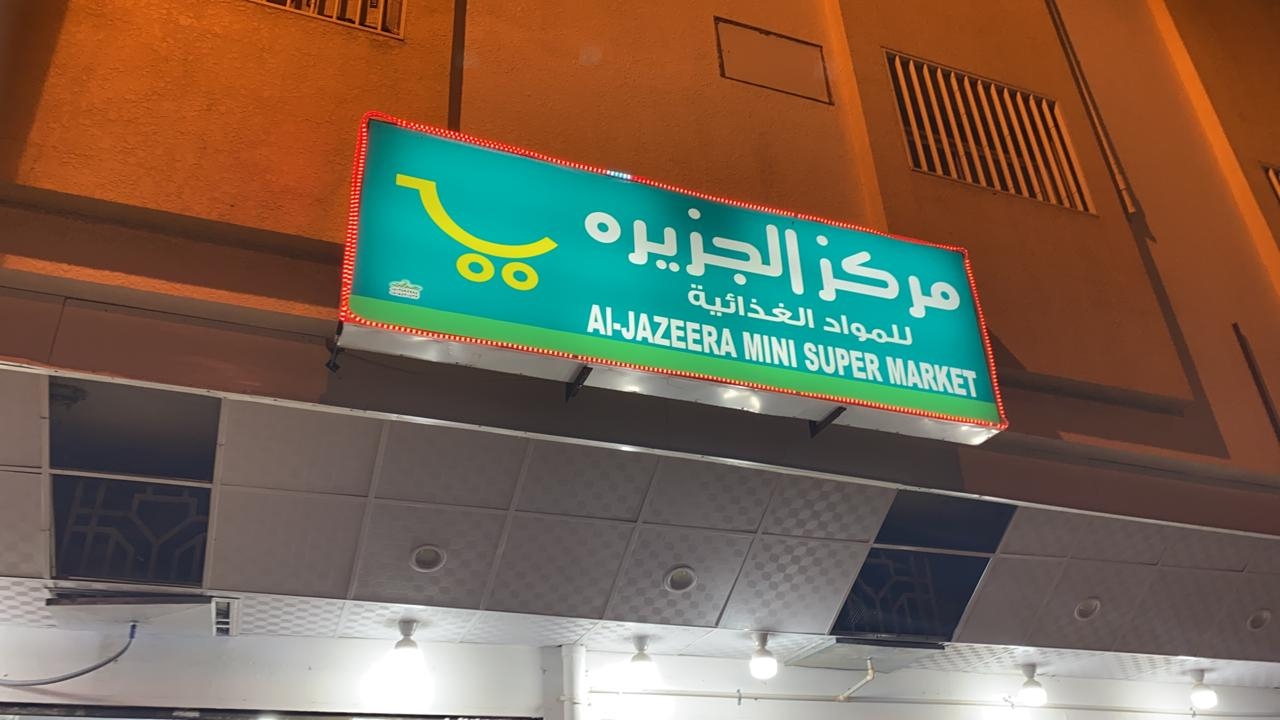 مركز الجزيره
للمواد الغذائية
Al-JAZEERA MINI SUPER MARKET